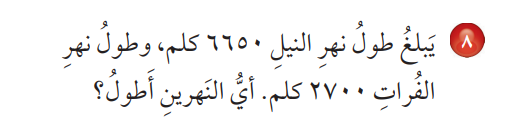 ٨ يَبلغُ طولُ نهرِ النيلِ ٦٦٥٠ كلم، وطولُ نهرِ
الفُراتِ ٢٧٠٠ كلم. أيُّ النَهرينِ أَطولُ؟